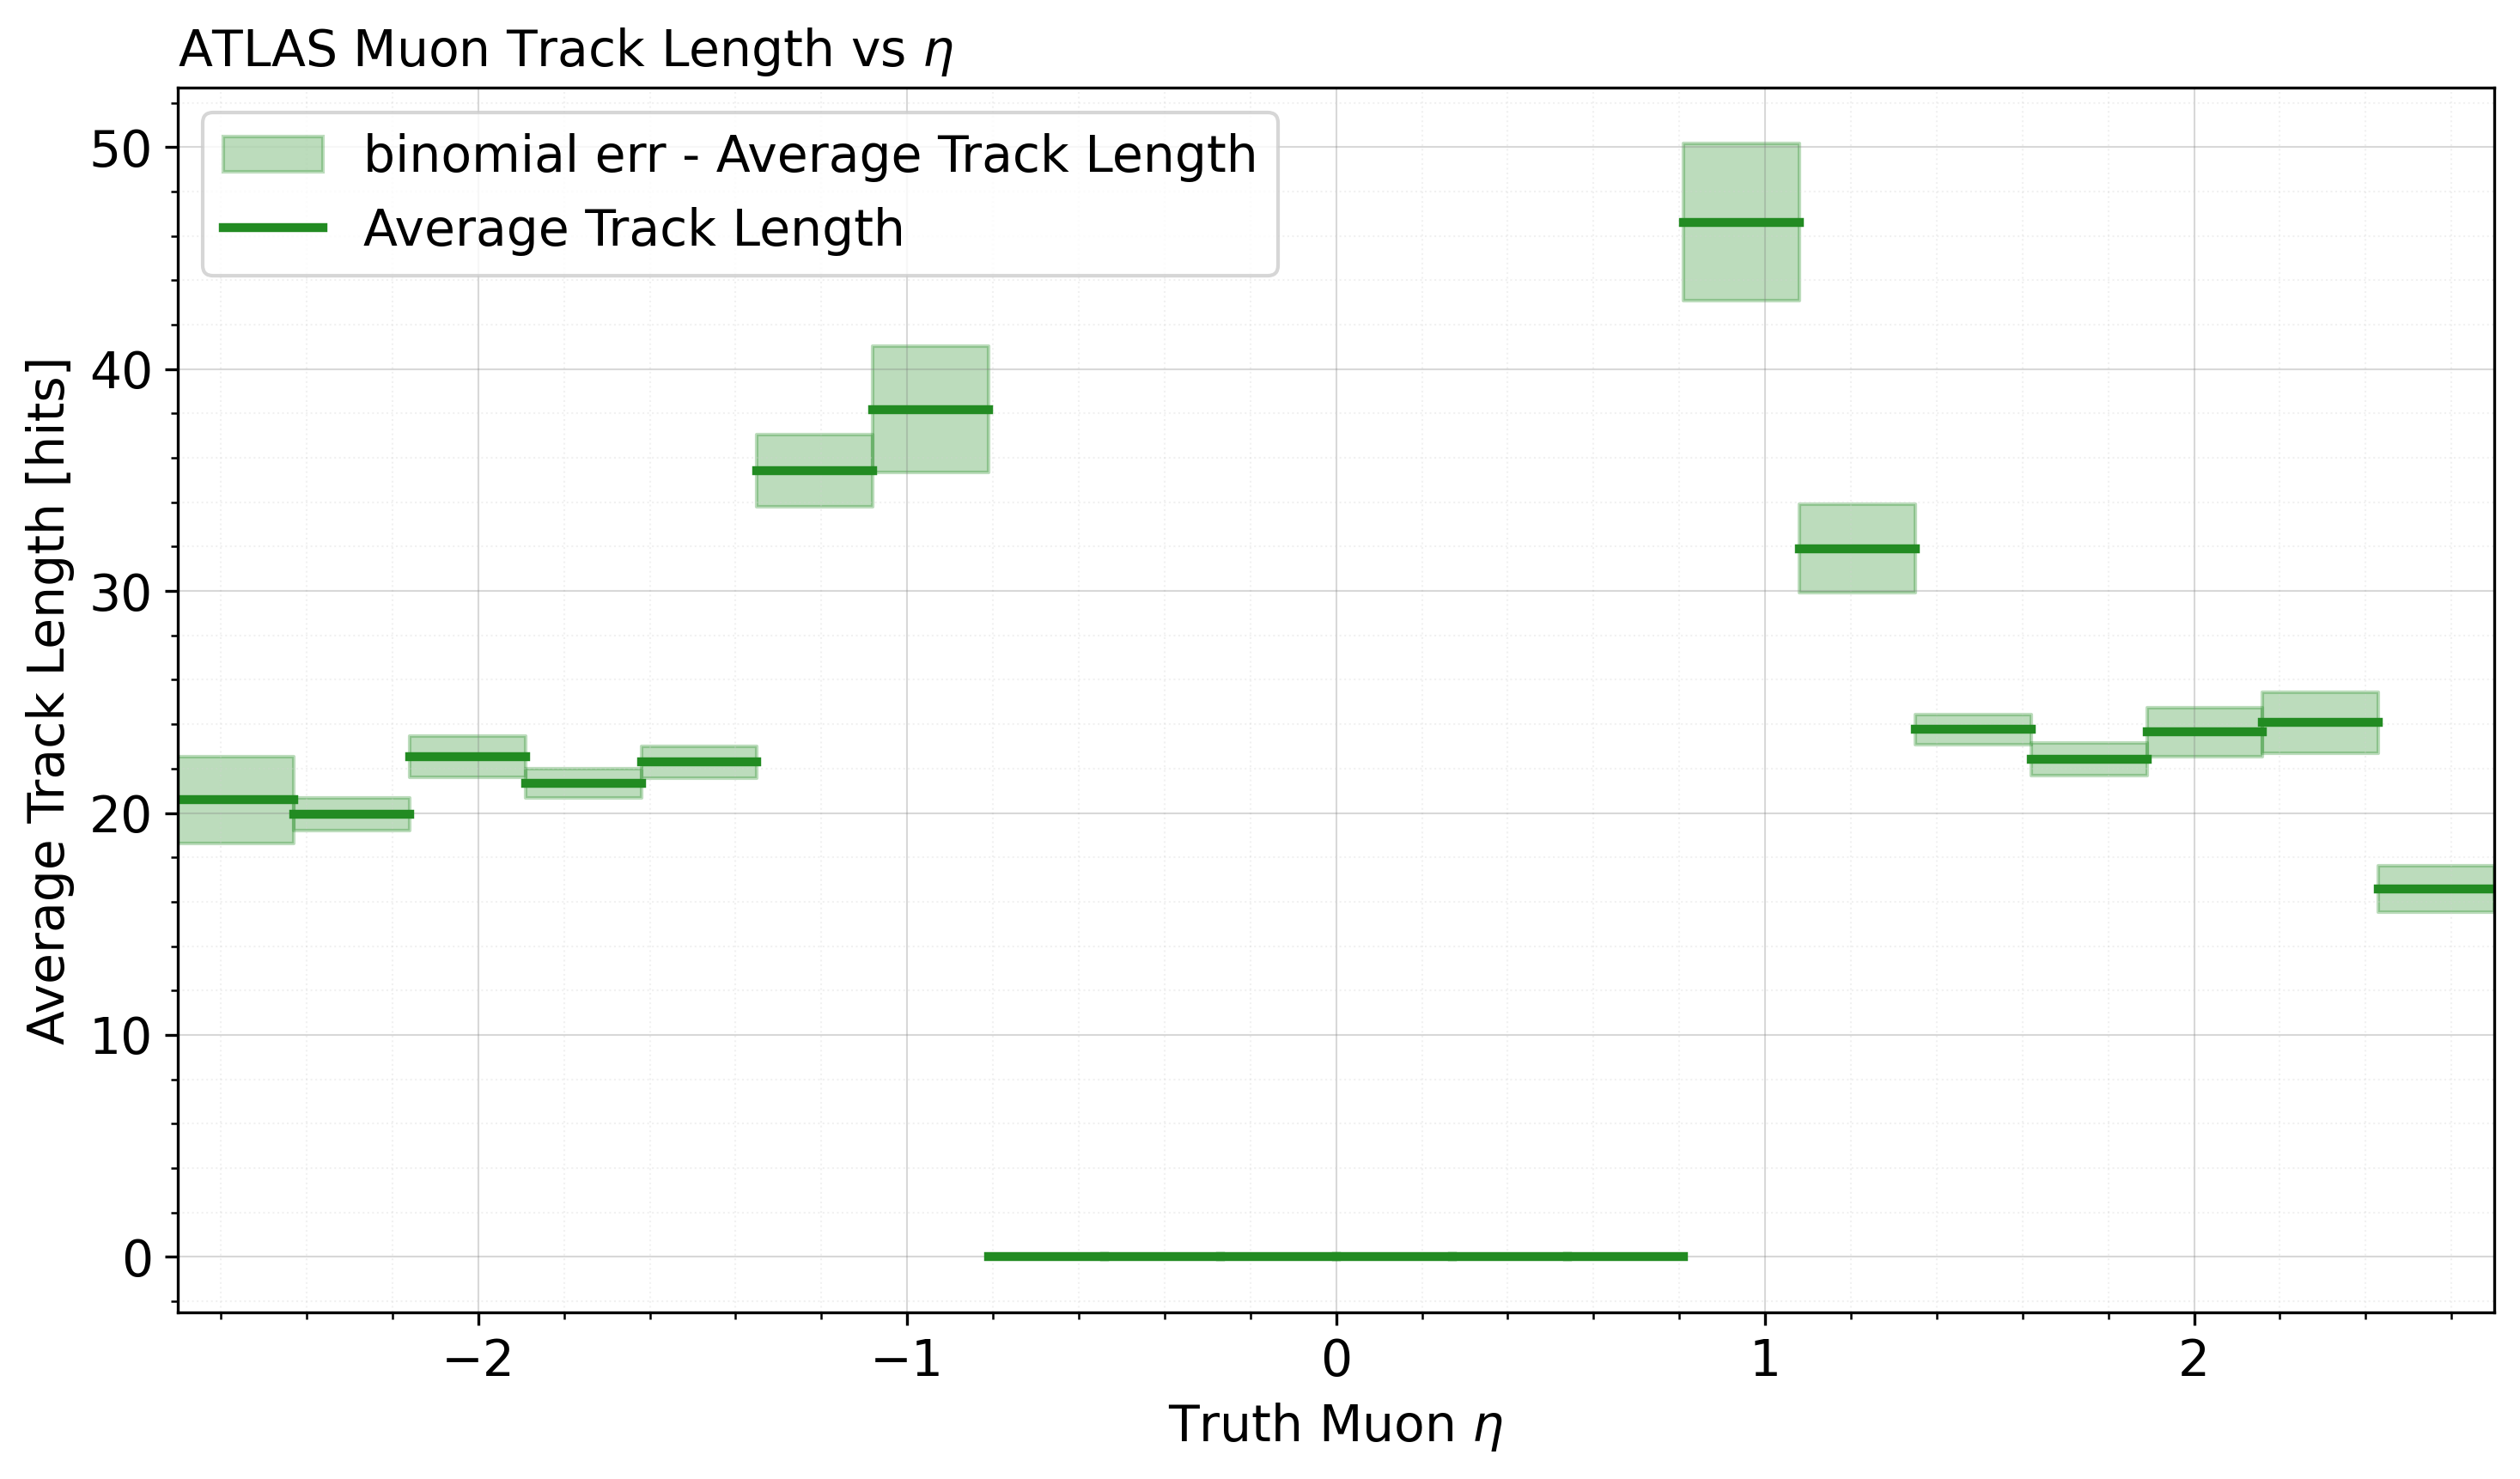 ATLAS Muon Track Length vs η
binomial err - Average Track Length
Average Track Length
Average Track Length [hits]
50
40
30
20
10
0
−2
−1
0
1
2
Truth Muon η